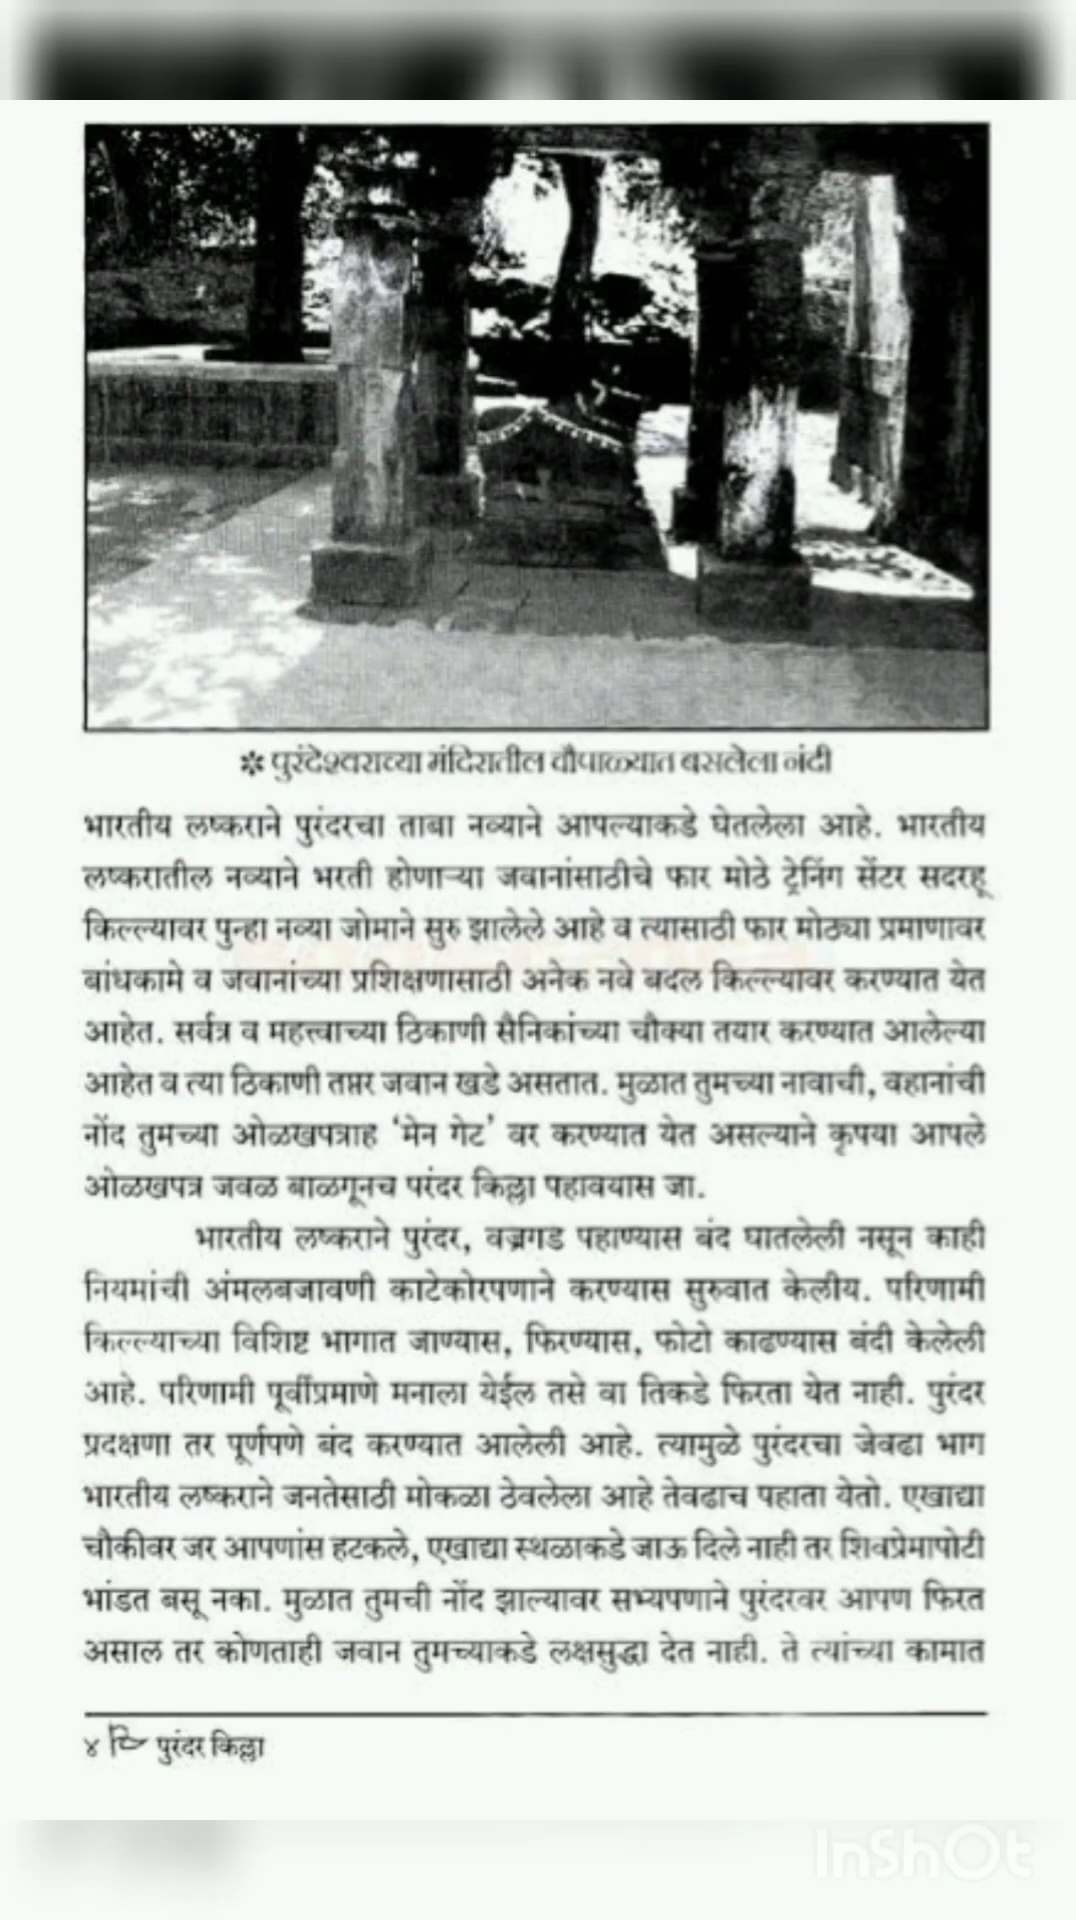 ✽ पुरंदेश्वराच्या मंदिरातील चौपाळ्यात बसलेला नंदी
भारतीय लष्कराने पुरंदरचा ताबा नव्याने आपल्याकडे घेतलेला आहे. भारतीय
लष्करातील नव्याने भरती होणाऱ्या जवानांसाठीचे फार मोठे ट्रेनिंग सेंटर सदरहू
किल्ल्यावर पुन्हा नव्या जोमाने सुरु झालेले आहे व त्यासाठी फार मोठ्या प्रमाणावर
बांधकामे व जवानांच्या प्रशिक्षणासाठी अनेक नवे बदल किल्ल्यावर करण्यात येत
आहेत. सर्वत्र व महत्त्वाच्या ठिकाणी सैनिकांच्या चौक्या तयार करण्यात आलेल्या
आहेत व त्या ठिकाणी तप्तर जवान खडे असतात. मुळात तुमच्या नावाची, वहानांची
नोंद तुमच्या ओळखपत्राह ‘मेन गेट’ वर करण्यात येत असल्याने कृपया आपले
ओळखपत्र जवळ बाळगूनच परंदर किल्ला पहावयास जा.
भारतीय लष्कराने पुरंदर, वज्रगड पहाण्यास बंद घातलेली नसून काही
नियमांची अंमलबजावणी काटेकोरपणाने करण्यास सुरुवात केलीय. परिणामी
किल्ल्याच्या विशिष्ट भागात जाण्यास, फिरण्यास, फोटो काढण्यास बंदी केलेली
आहे. परिणामी पूर्वीप्रमाणे मनाला येईल तसे वा तिकडे फिरता येत नाही. पुरंदर
प्रदक्षणा तर पूर्णपणे बंद करण्यात आलेली आहे. त्यामुळे पुरंदरचा जेवढा भाग
भारतीय लष्कराने जनतेसाठी मोकळा ठेवलेला आहे तेवढाच पहाता येतो. एखाद्या
चौकीवर जर आपणांस हटकले, एखाद्या स्थळाकडे जाऊ दिले नाही तर शिवप्रेमापोटी
भांडत बसू नका. मुळात तुमची नोंद झाल्यावर सभ्यपणाने पुरंदरवर आपण फिरत
असाल तर कोणताही जवान तुमच्याकडे लक्षसुद्धा देत नाही. ते त्यांच्या कामात
४ पुरंदर किल्ला
InShOt